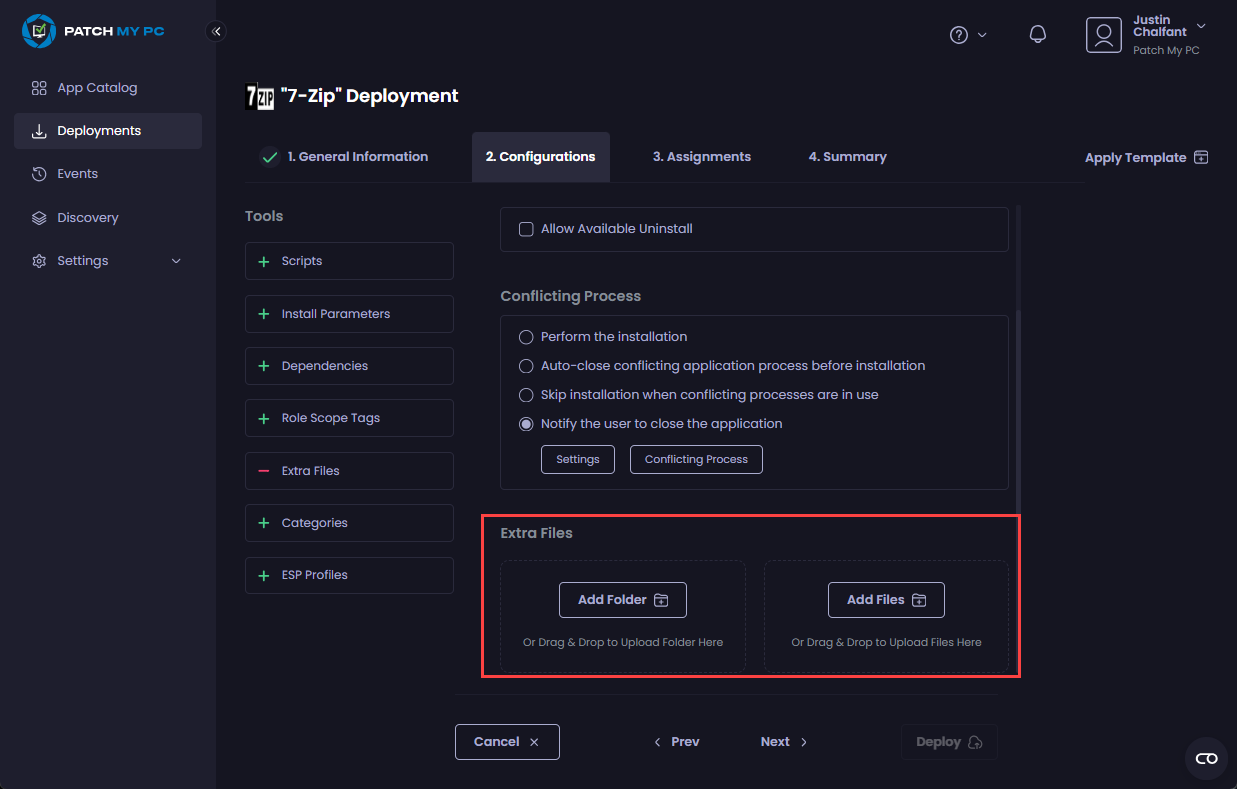 PATCH MY PC
App Catalog
Deployments
Events
Discovery
Settings
Justin
Chalfant
Patch My PC
7ZIP "7-Zip" Deployment
1. General Information
2. Configurations
3. Assignments
4. Summary
Apply Template
Tools
Scripts
Install Parameters
Dependencies
Role Scope Tags
Extra Files
Categories
ESP Profiles
Allow Available Uninstall
Conflicting Process
Perform the installation
Auto-close conflicting application process before installation
Skip installation when conflicting processes are in use
Notify the user to close the application
Settings
Conflicting Process
Extra Files
Add Folder
Or Drag & Drop to Upload Folder Here
Add Files
Or Drag & Drop to Upload Files Here
Cancel
Prev
Next
Deploy